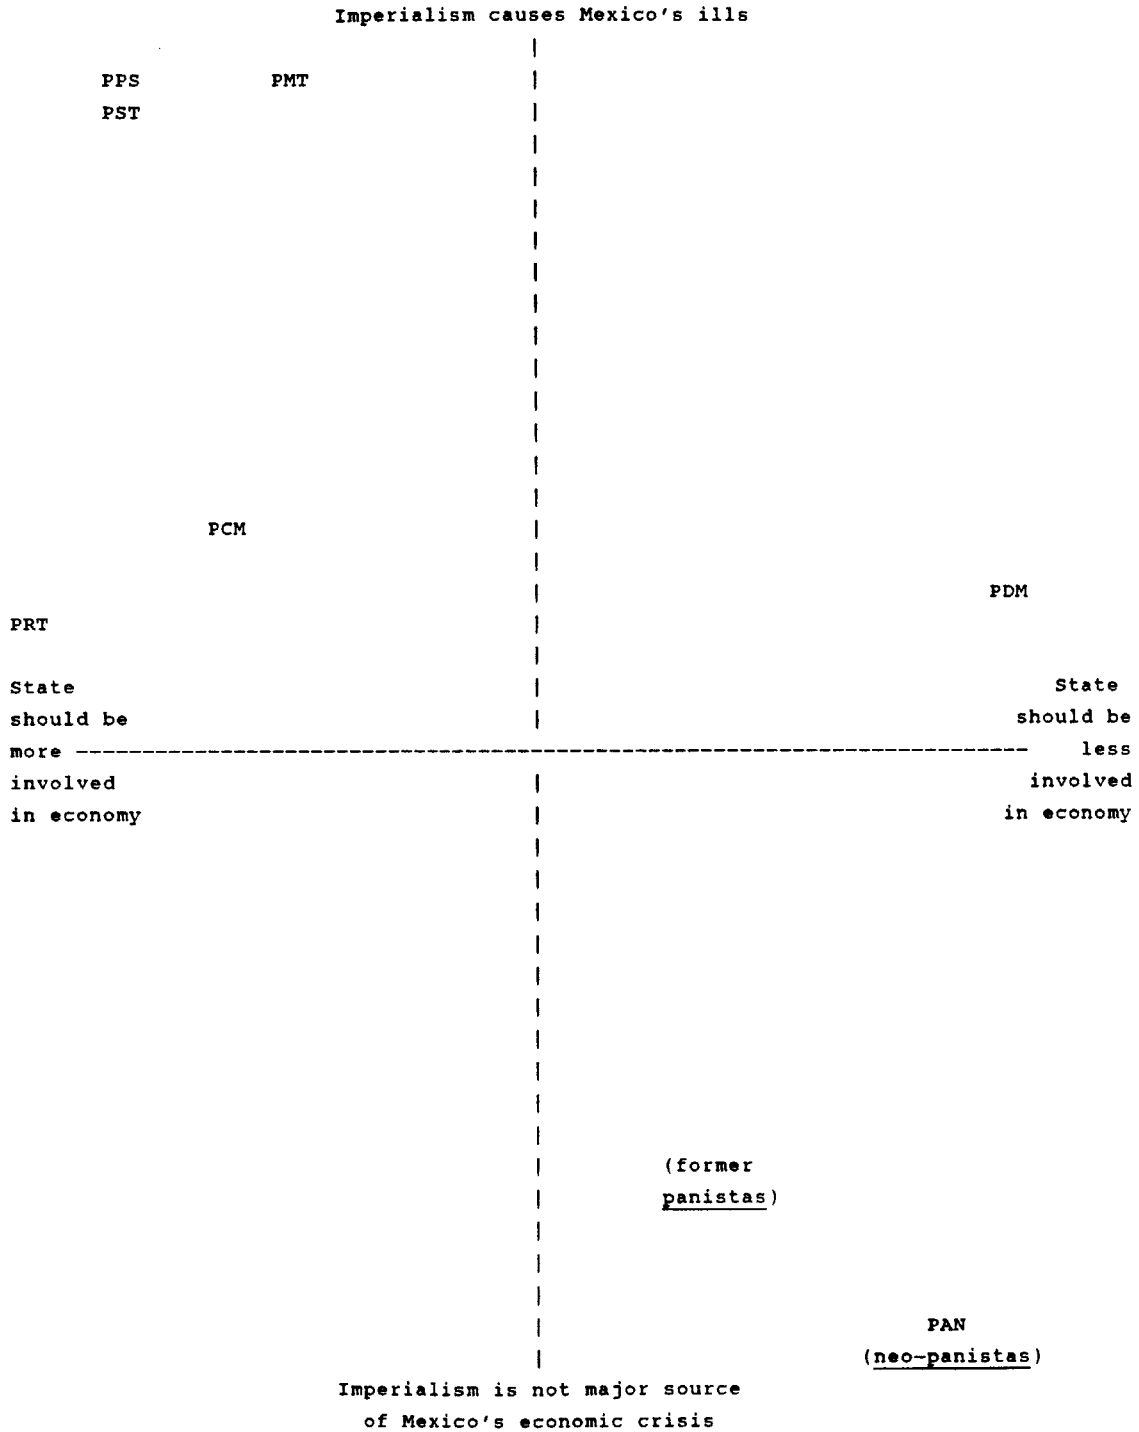 Imperialism causes Mexico's ills
PPS PMT
PST
PCM
PDM
PRT
State State
should be should be
more less
involved involved
in economy in economy
(former
panistas)
PAN
(neo-panistas)
Imperialism is not major source
of Mexico's economic crisis